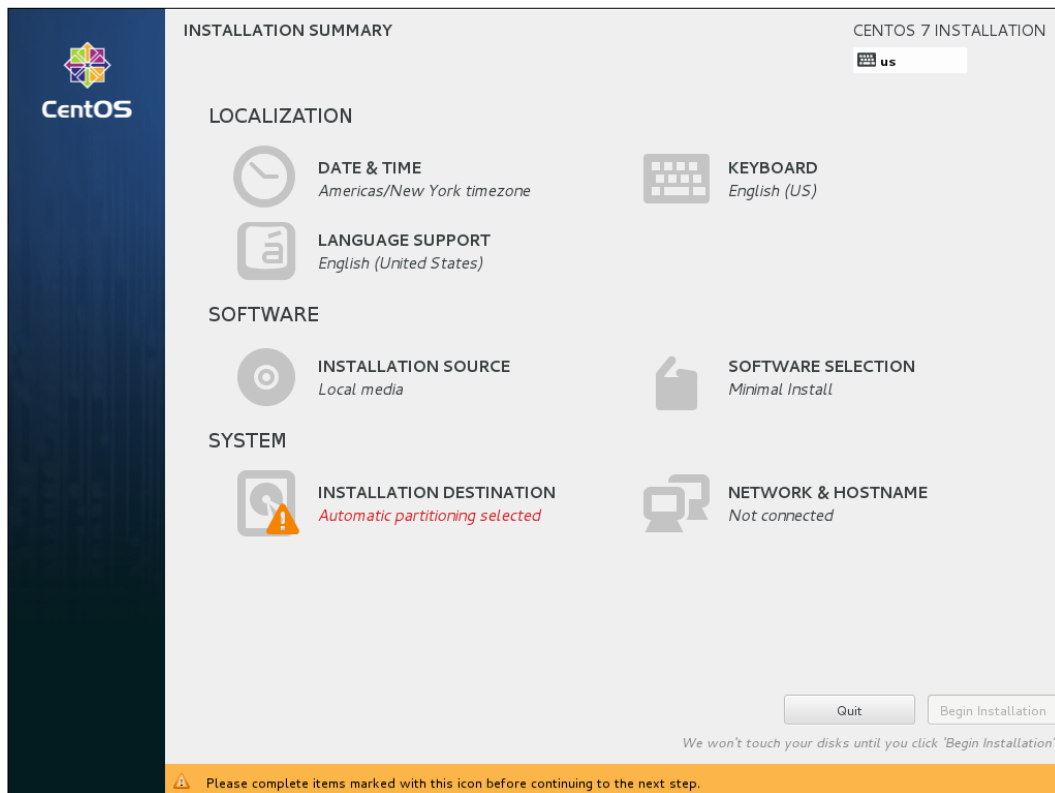 INSTALLATION SUMMARY
CENTOS 7 INSTALLATION
us
CentOS
LOCALIZATION
DATE & TIME
Americas/New York timezone
KEYBOARD
English (US)
á
LANGUAGE SUPPORT
English (United States)
SOFTWARE
INSTALLATION SOURCE
Local media
SOFTWARE SELECTION
Minimal Install
SYSTEM
INSTALLATION DESTINATION
Automatic partitioning selected
NETWORK & HOSTNAME
Not connected
Quit
Begin Installation
We won't touch your disks until you click 'Begin Installation'
Please complete items marked with this icon before continuing to the next step.